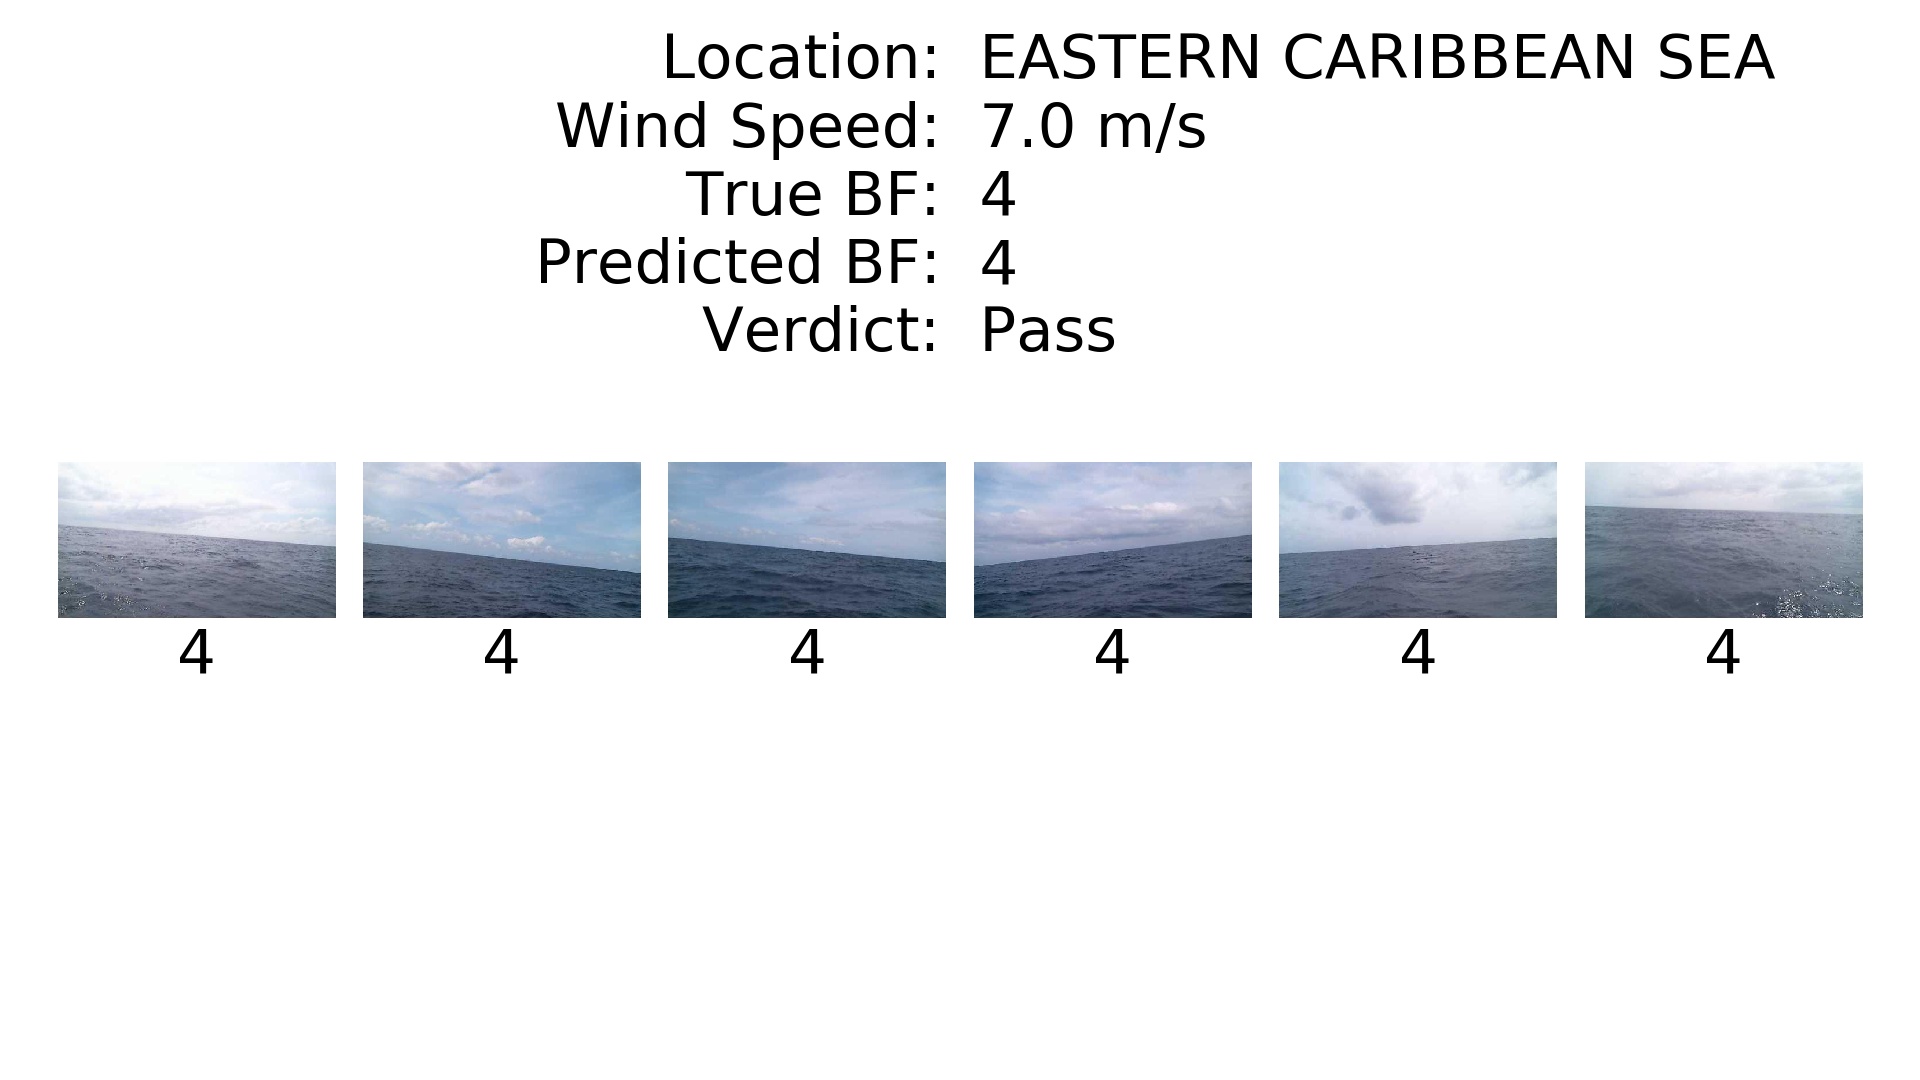 Location: EASTERN CARIBBEAN SEA
Wind Speed: 7.0 m/s
True BF: 4
Predicted BF: 4
Verdict: Pass
4 4 4 4 4 4